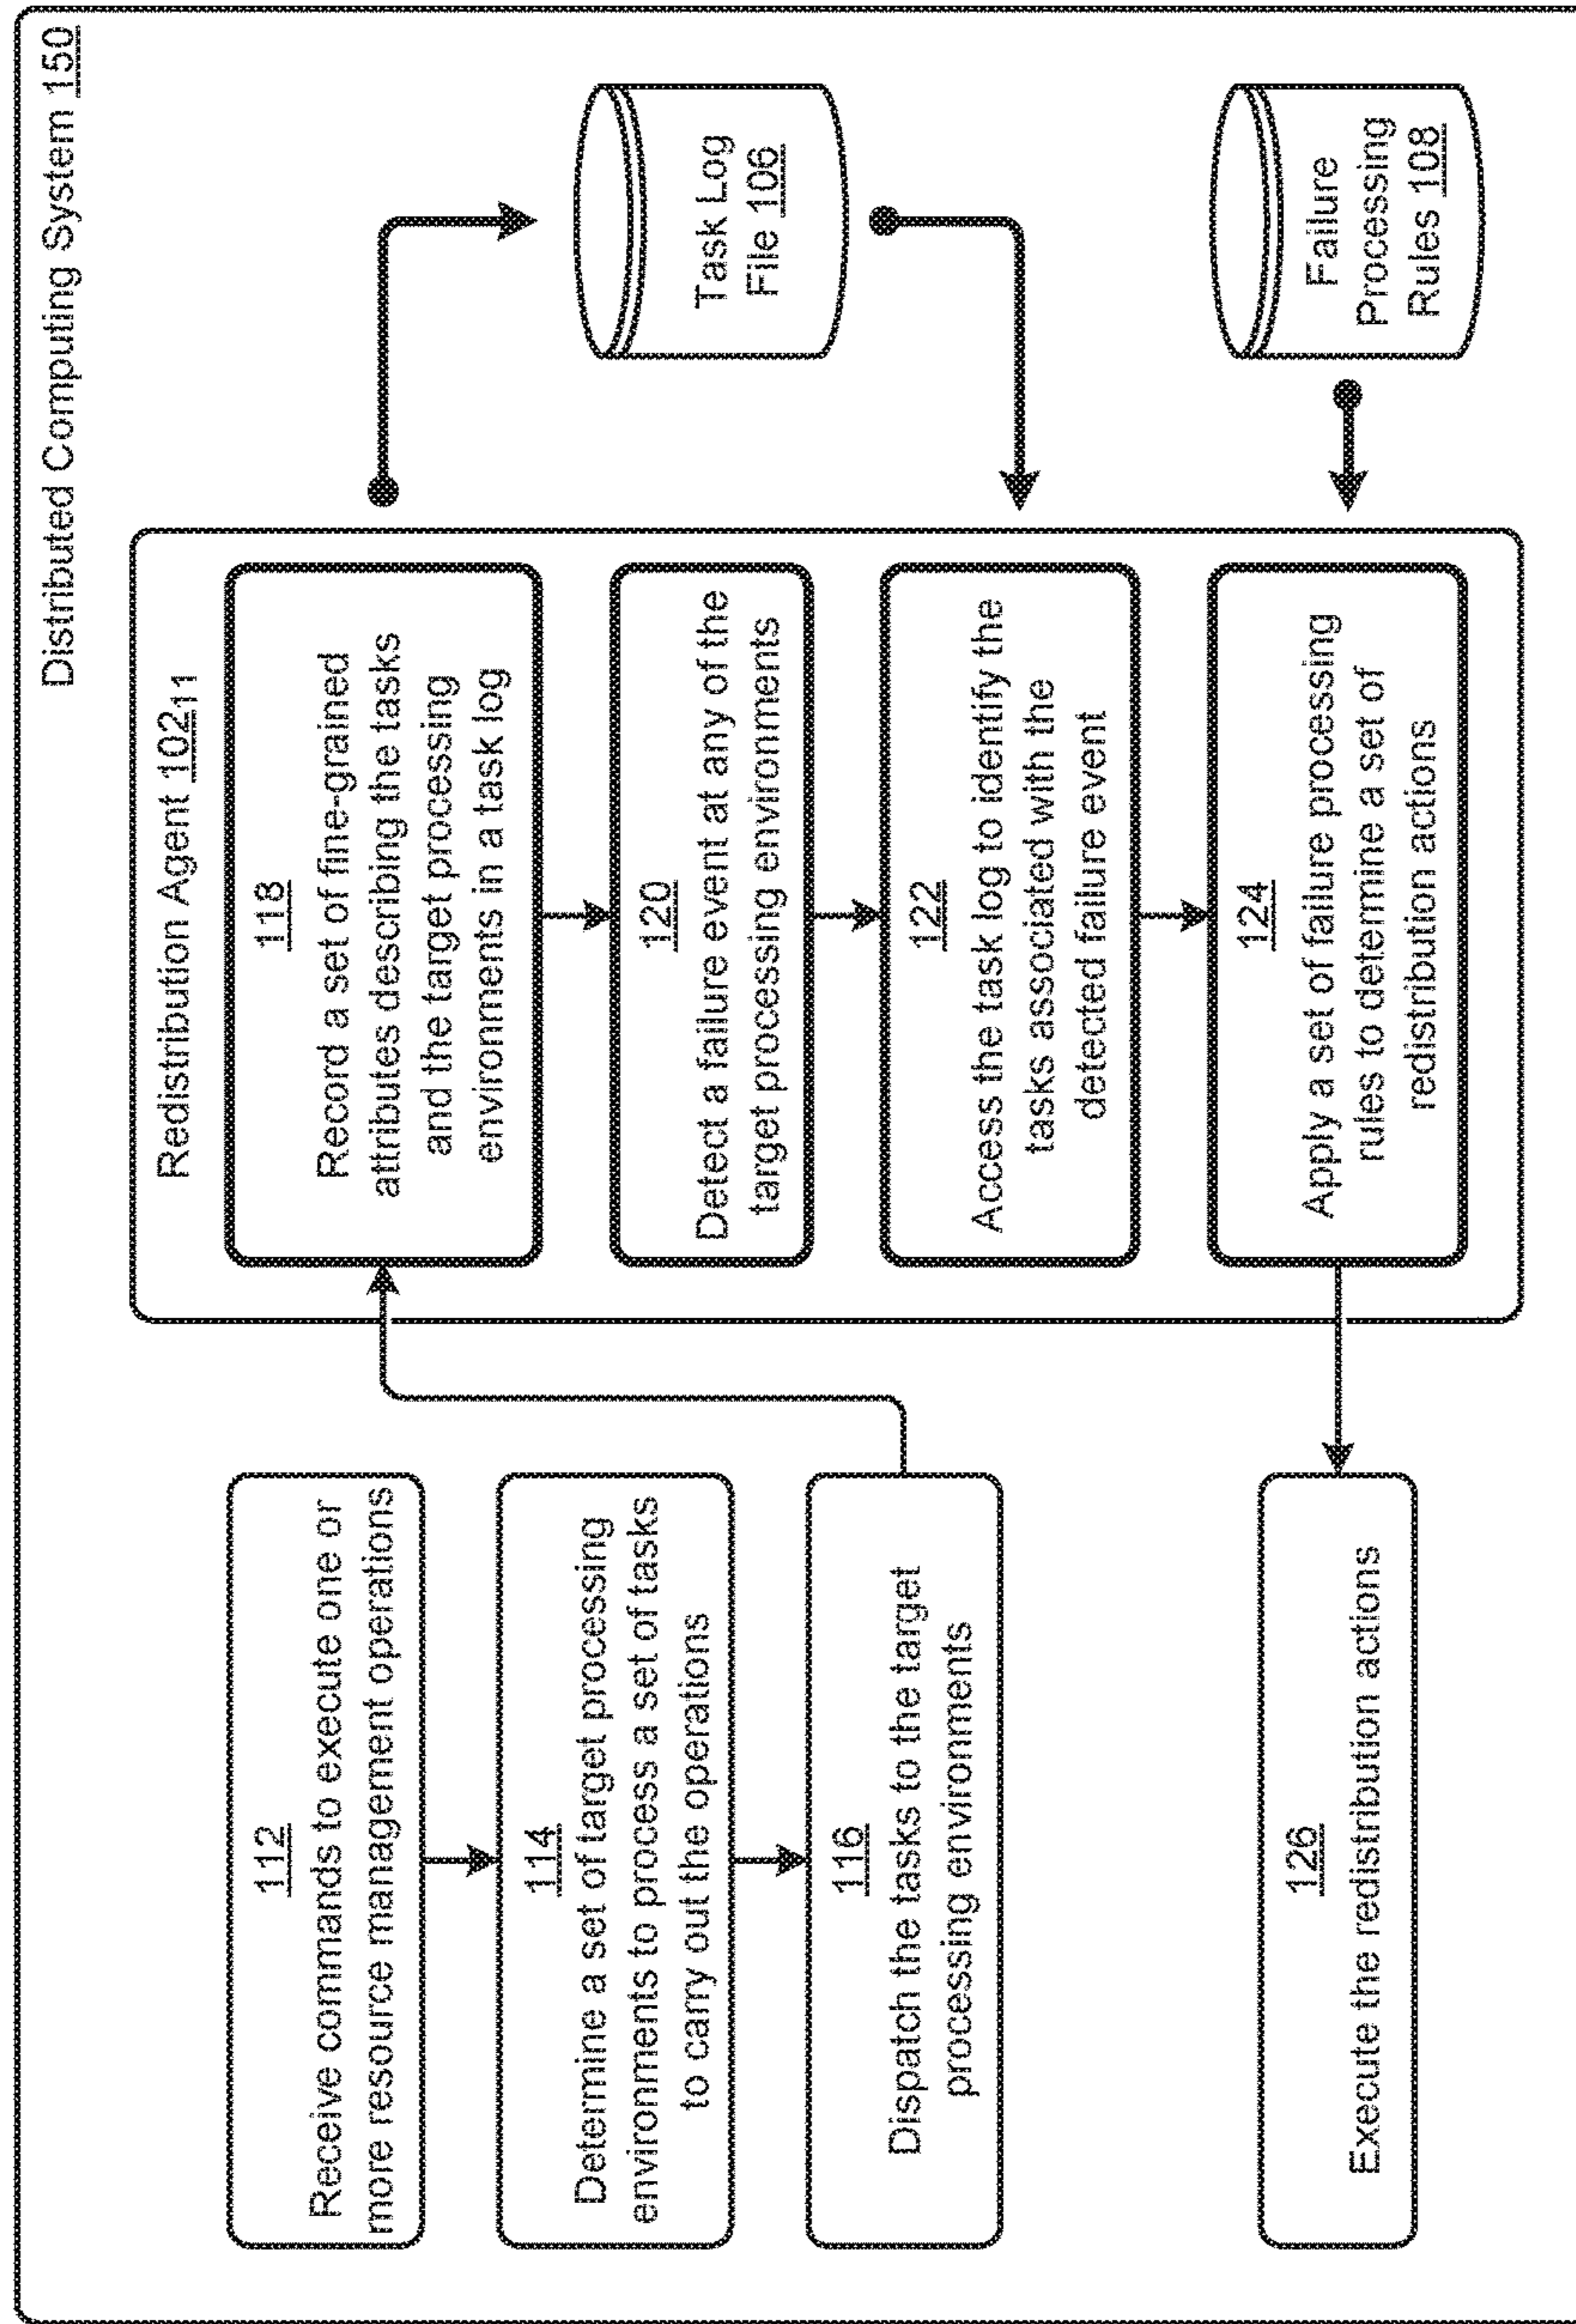 Distributed Computing System 150
112
Receive commands to execute one or
more resource management operations
114
Determine a set of target processing
environments to process a set of tasks
to carry out the operations
116
Dispatch the tasks to the target
processing environments
Redistribution Agent 102₁₁
118
Record a set of fine-grained
attributes describing the tasks
and the target processing
environments in a task log
120
Detect a failure event at any of the
target processing environments
122
Access the task log to identify the
tasks associated with the
detected failure event
124
Apply a set of failure processing
rules to determine a set of
redistribution actions
Task Log
File 106
Failure
Processing
Rules 108
126
Execute the redistribution actions